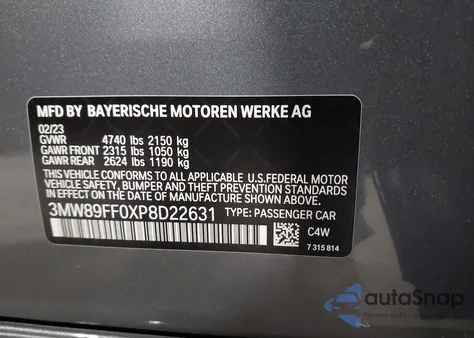 MFD BY BAYERISCHE MOTOREN WERKE AG
02/23
GVWR 4740 lbs 2150 kg
GAWR FRONT 2315 lbs 1050 kg
GAWR REAR 2624 lbs 1190 kg
THIS VEHICLE CONFORMS TO ALL APPLICABLE U.S.FEDERAL MOTOR
VEHICLE SAFETY, BUMPER AND THEFT PREVENTION STANDARDS
IN EFFECT ON THE DATE OF MANUFACTURE SHOWN ABOVE.
3MW89FF0XP8D22631 TYPE: PASSENGER CAR
C4W
7 315 814
autoSnap